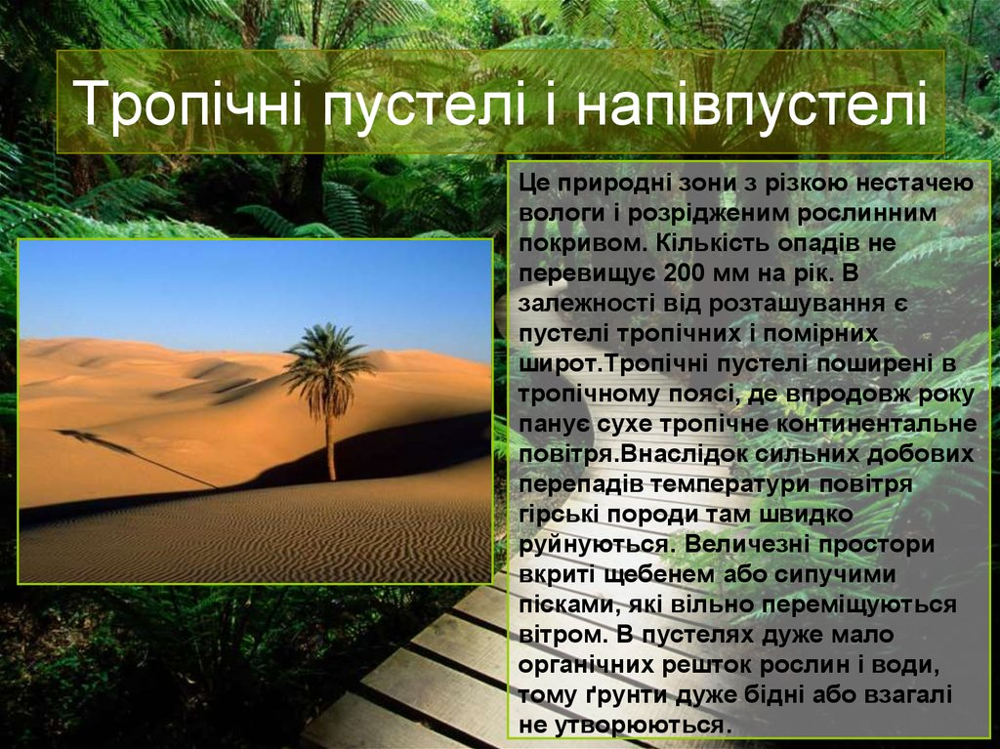 Тропічні пустелі і напівпустелі
Це природні зони з різкою нестачею
вологи і розрідженим рослинним
покривом. Кількість опадів не
перевищує 200 мм на рік. В
залежності від розташування є
пустелі тропічних і помірних
широт.Тропічні пустелі поширені в
тропічному поясі, де впродовж року
панує сухе тропічне континентальне
повітря.Внаслідок сильних добових
перепадів температури повітря
гірські породи там швидко
руйнуються. Величезні простори
вкриті щебенем або сипучими
пісками, які вільно переміщуються
вітром. В пустелях дуже мало
органічних решток рослин і води,
тому ґрунти дуже бідні або взагалі
не утворюються.